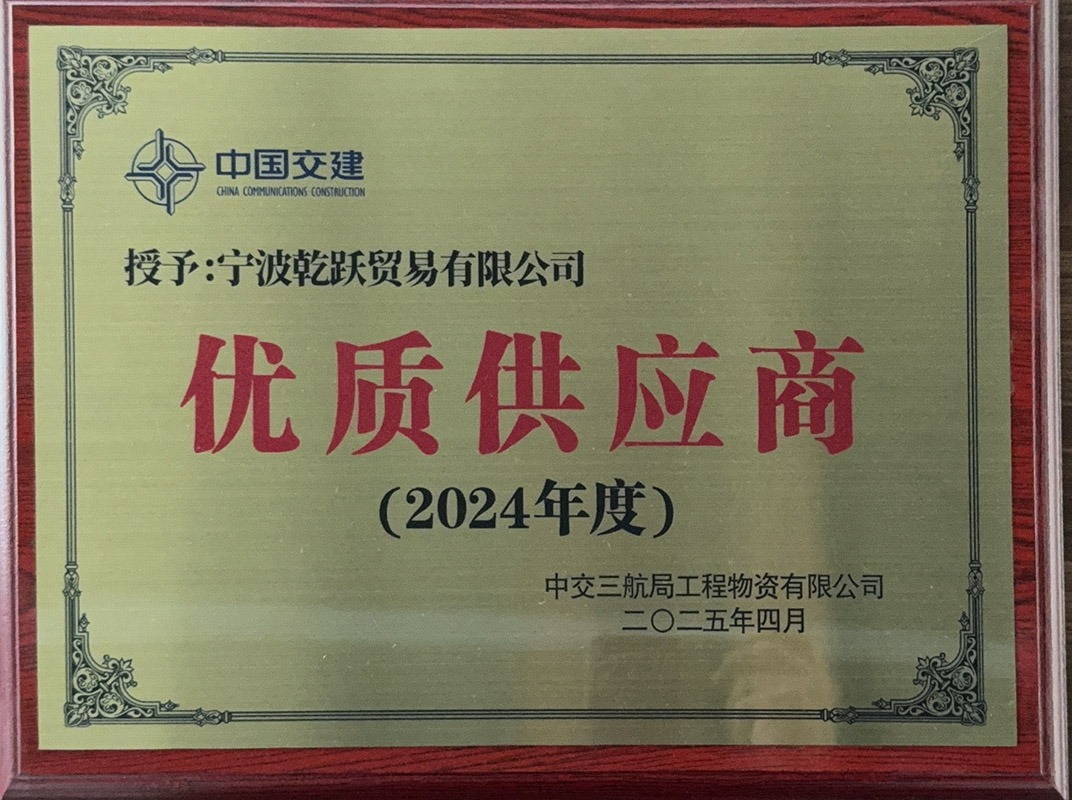 中国交建
CHINA COMMUNICATIONS CONSTRUCTION
授予:宁波乾跃贸易有限公司
优质供应商
(2024年度)
中交三航局工程物资有限公司
二〇二五年四月